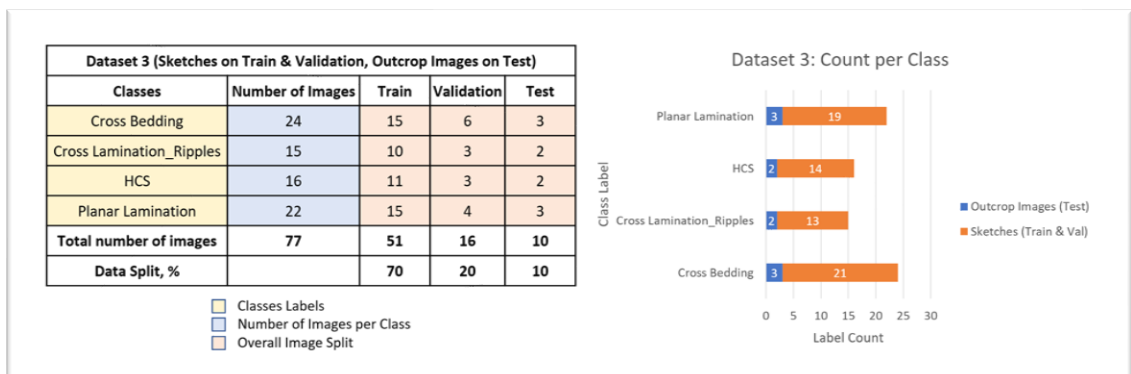 Dataset 3 (Sketches on Train & Validation, Outcrop Images on Test)
Classes Number of Images Train Validation Test
Cross Bedding 24 15 6 3
Cross Lamination_Ripples 15 10 3 2
HCS 16 11 3 2
Planar Lamination 22 15 4 3
Total number of images 77 51 16 10
Data Split, % 70 20 10
Classes Labels
Number of Images per Class
Overall Image Split
Dataset 3: Count per Class
Class Label
Planar Lamination 3 19
HCS 2 14
Cross Lamination_Ripples 2 13
Cross Bedding 3 21
0 5 10 15 20 25 30
Label Count
Outcrop Images (Test)
Sketches (Train & Val)